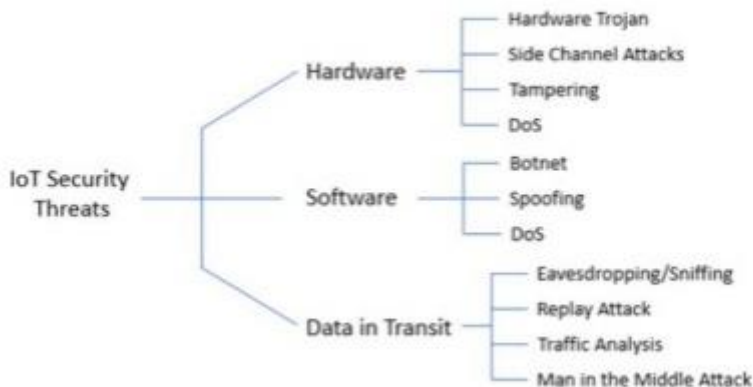 IoT Security
Threats
Hardware
Hardware Trojan
Side Channel Attacks
Tampering
DoS
Software
Botnet
Spoofing
DoS
Data in Transit
Eavesdropping/Sniffing
Replay Attack
Traffic Analysis
Man in the Middle Attack